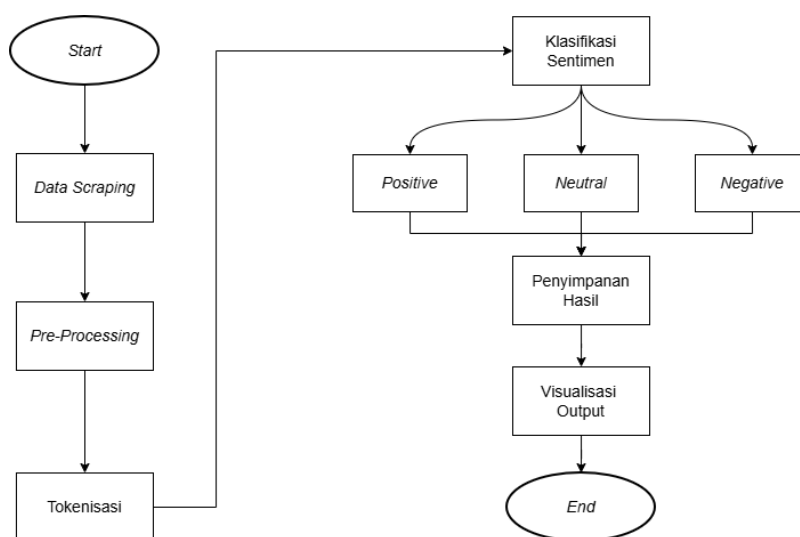 Start
Data Scraping
Pre-Processing
Tokenisasi
Klasifikasi
Sentimen
Positive
Neutral
Negative
Penyimpanan
Hasil
Visualisasi
Output
End